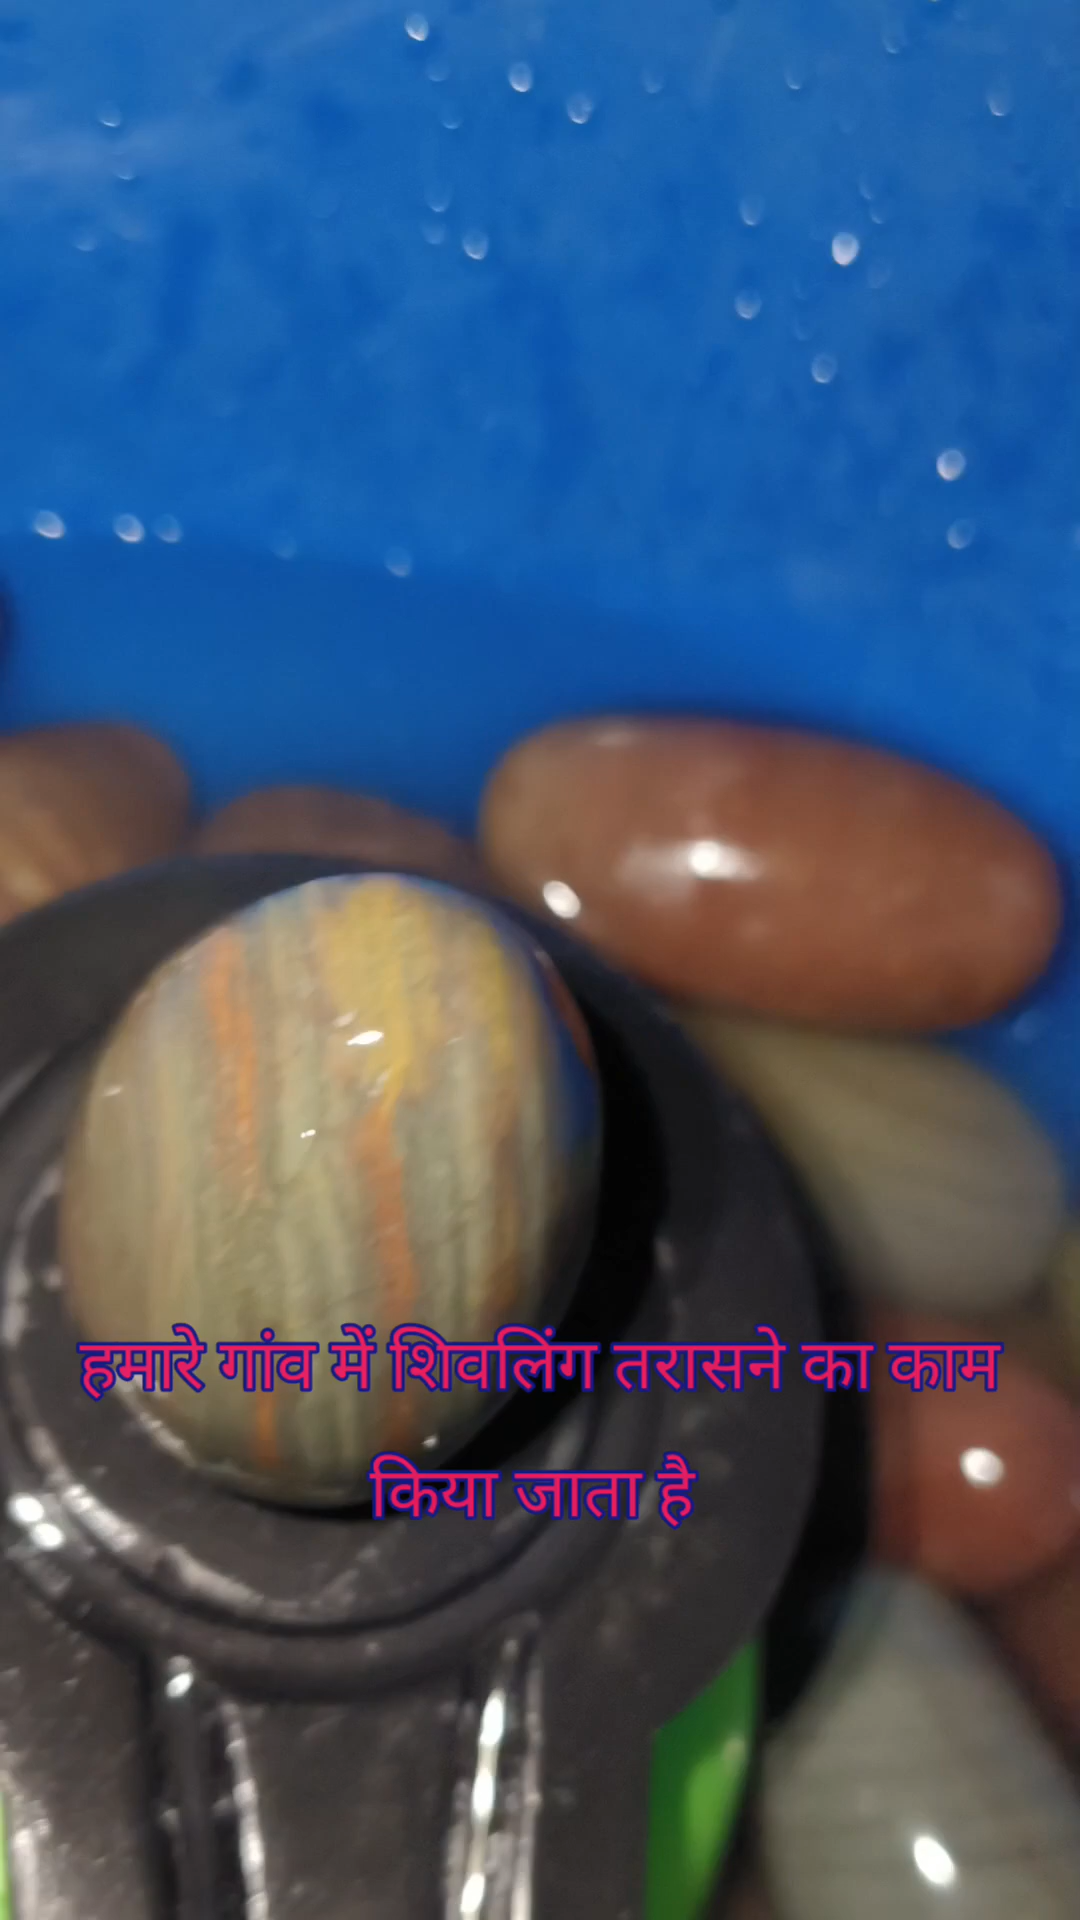 हमारे गांव में शिवलिंग तरासने का काम
किया जाता है